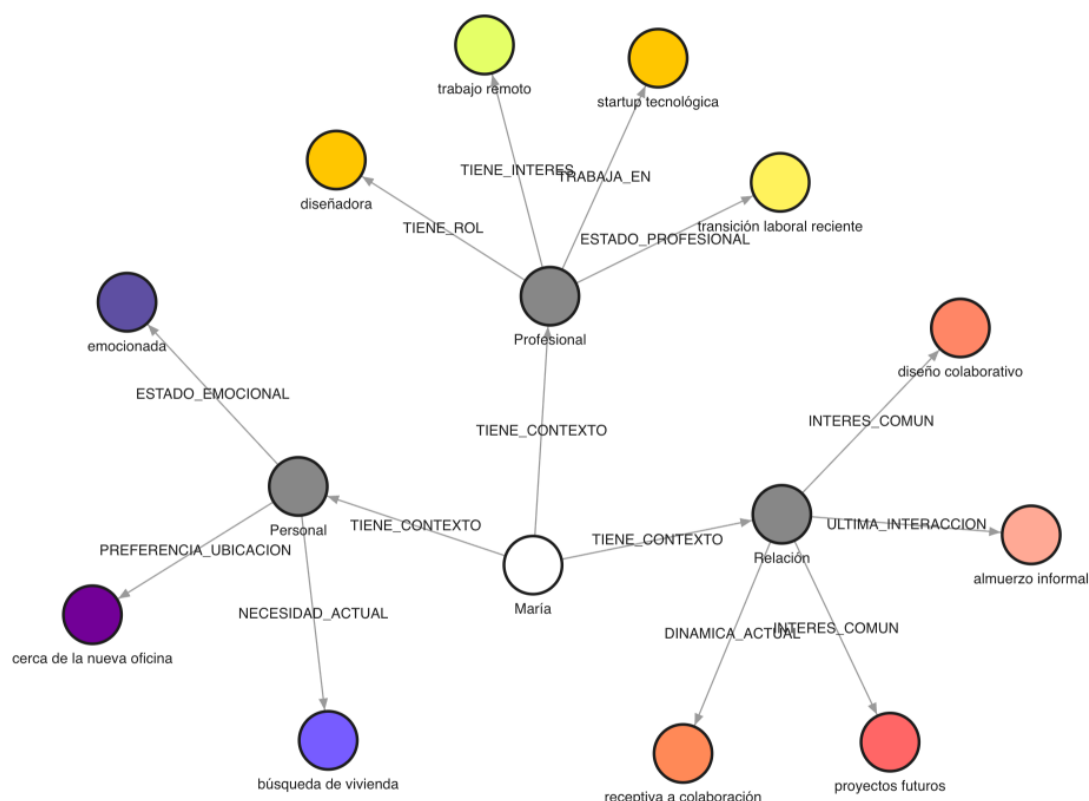 trabajo remoto
startup tecnológica
TIENE_INTERES
TRABAJA_EN
diseñadora
transición laboral reciente
TIENE_ROL
ESTADO_PROFESIONAL
Profesional
emocionada
diseño colaborativo
ESTADO_EMOCIONAL
INTERES_COMUN
TIENE_CONTEXTO
Personal
TIENE_CONTEXTO
ULTIMA_INTERACCION
TIENE_CONTEXTO
Relación
PREFERENCIA_UBICACION
almuerzo informal
María
NECESIDAD_ACTUAL
DINAMICA_ACTUAL
INTERES_COMUN
cerca de la nueva oficina
búsqueda de vivienda
proyectos futuros
receptiva a colaboración